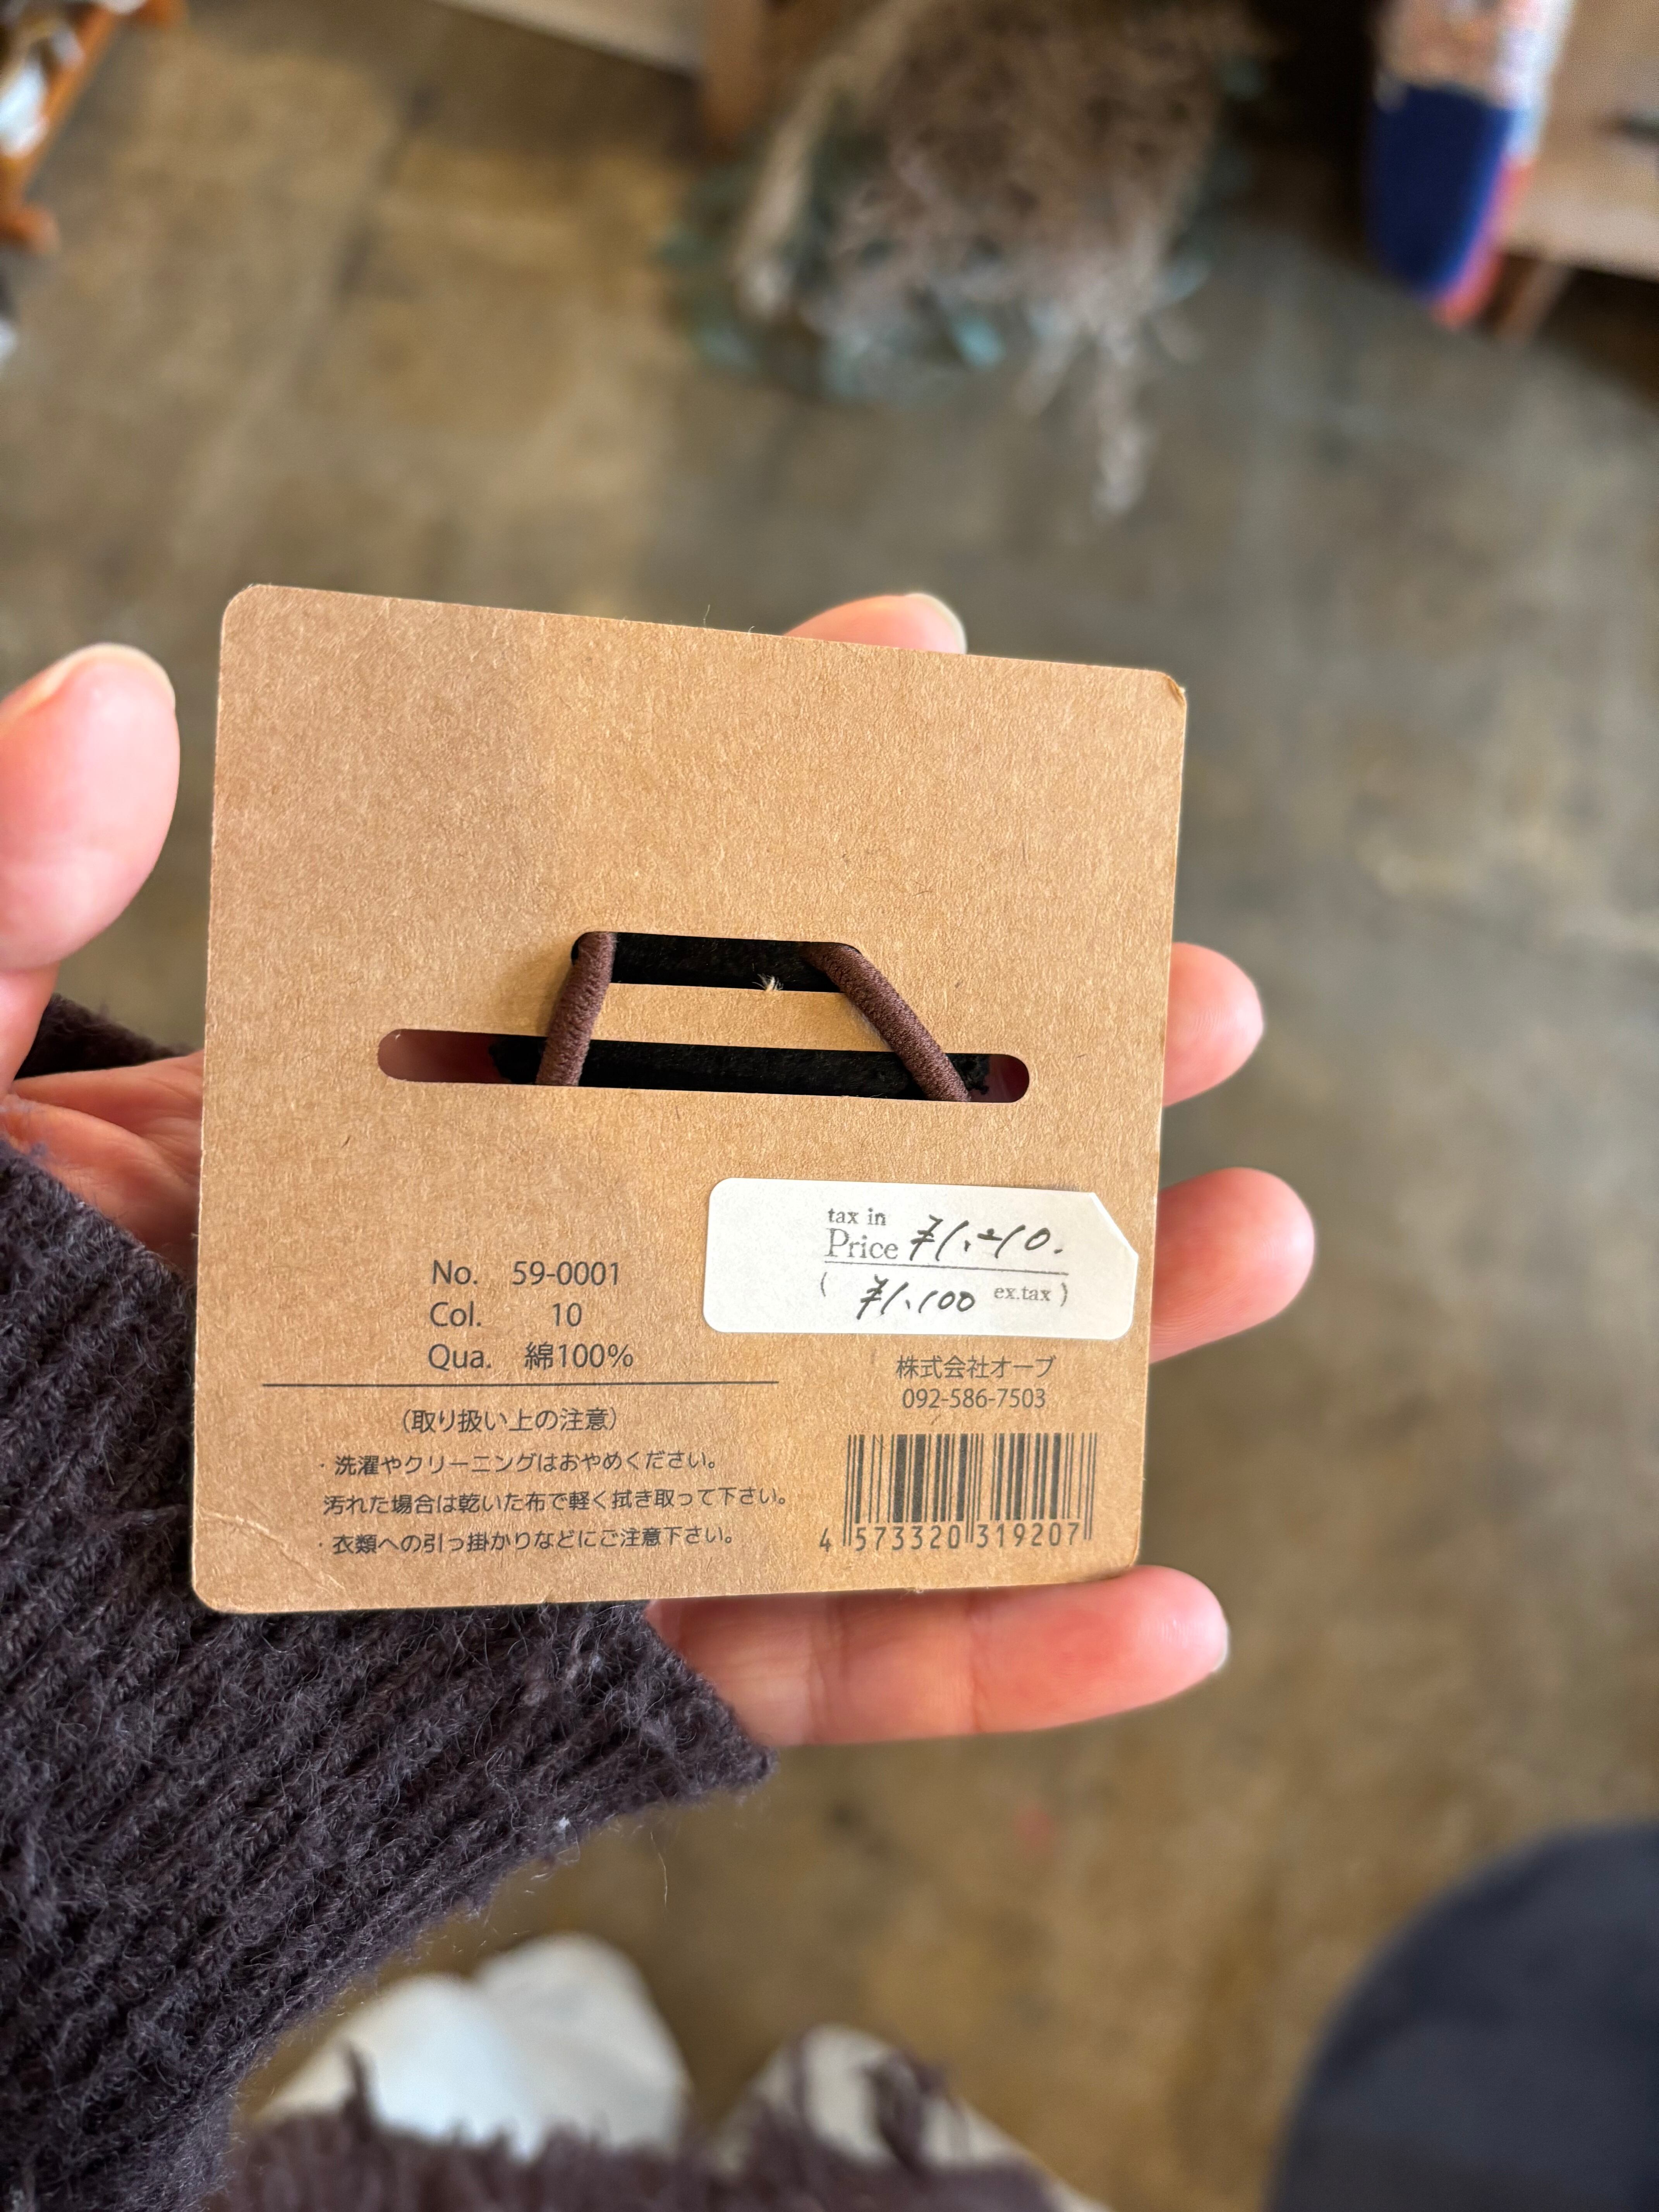 tax in
Price ¥1,210.
( ¥1,100 ex.tax )
No. 59-0001
Col. 10
Qua. 綿100%
(取り扱い上の注意)
・洗濯やクリーニングはおやめください。
汚れた場合は乾いた布で軽く拭き取って下さい。
・衣類への引っ掛かりなどにご注意下さい。
株式会社オーブ
092-586-7503
4 573320 319207